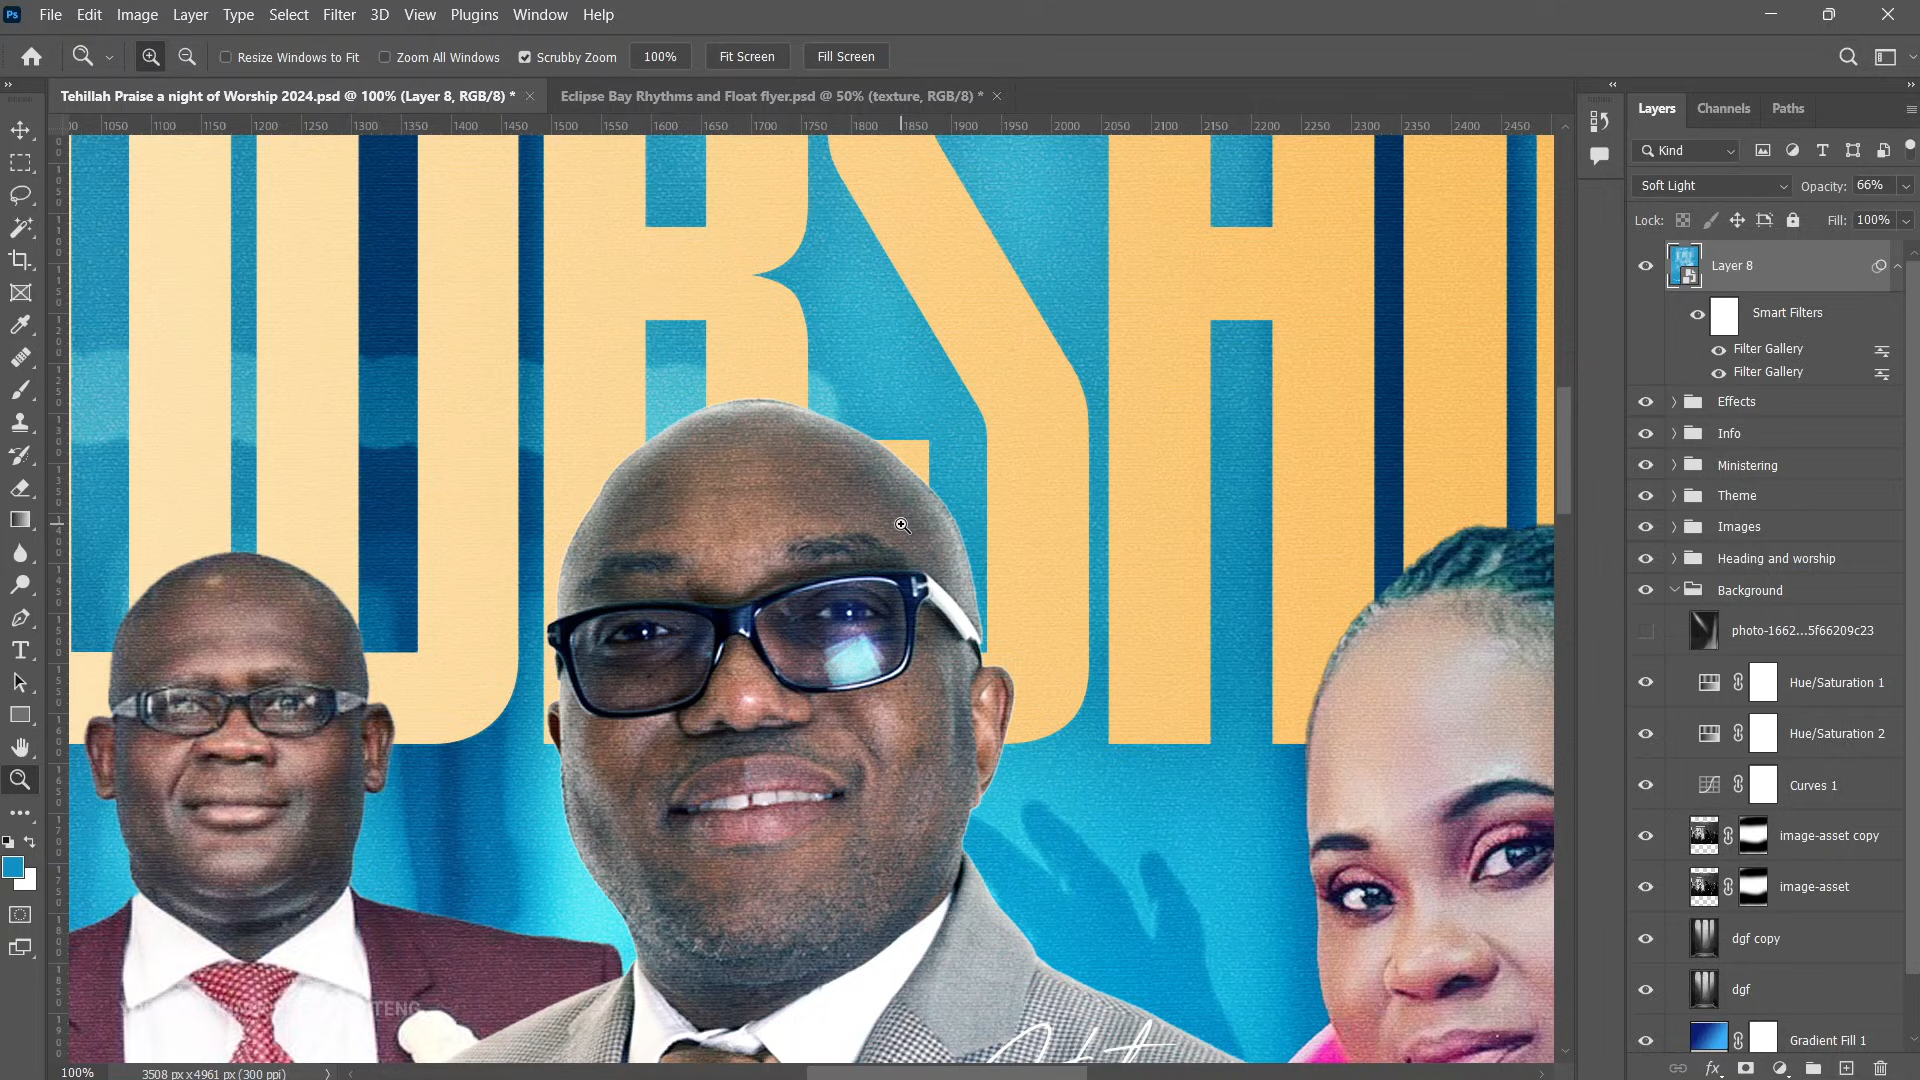 Ps File Edit Image Layer Type Select Filter 3D View Plugins Window Help
Resize Windows to Fit Zoom All Windows Scrubby Zoom 100% Fit Screen Fill Screen
Tehillah Praise a night of Worship 2024.psd @ 100% (Layer 8, RGB/8) *
Eclipse Bay Rhythms and Float flyer.psd @ 50% (texture, RGB/8) *
1050 1100 1150 1200 1250 1300 1350 1400 1450 1500 1550 1600 1650 1700 1750 1800 1850 1900 1950 2000 2050 2100 2150 2200 2250 2300 2350 2400 2450
Layers Channels Paths
Kind
Soft Light Opacity: 66%
Lock: Fill: 100%
Layer 8
Smart Filters
Filter Gallery
Filter Gallery
Effects
Info
Ministering
Theme
Images
Heading and worship
Background
photo-1662...5f66209c23
Hue/Saturation 1
Hue/Saturation 2
Curves 1
image-asset copy
image-asset
dgf copy
dgf
Gradient Fill 1
fx
ORSHI
100% 3508 px x 4961 px (300 ppi)